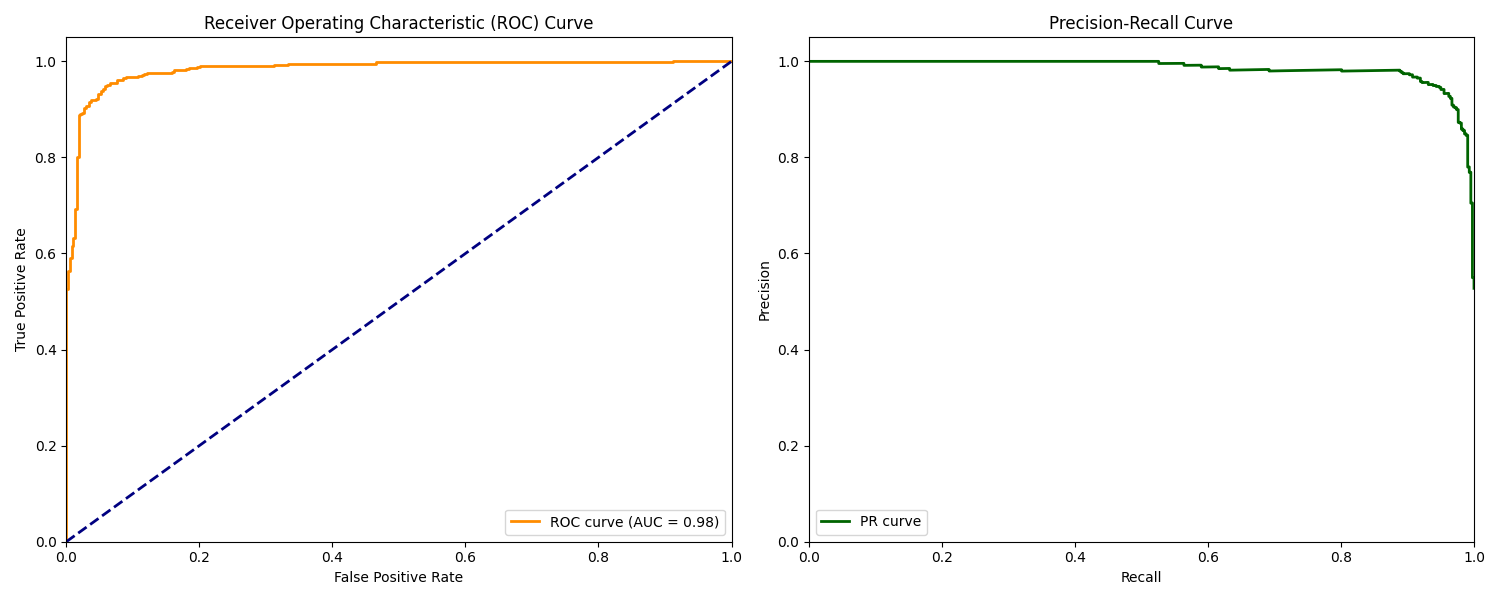 Receiver Operating Characteristic (ROC) Curve
1.0
0.8
0.6
0.4
0.2
0.0
True Positive Rate
0.0 0.2 0.4 0.6 0.8 1.0
False Positive Rate
ROC curve (AUC = 0.98)
Precision-Recall Curve
1.0
0.8
0.6
0.4
0.2
0.0
Precision
0.0 0.2 0.4 0.6 0.8 1.0
Recall
PR curve